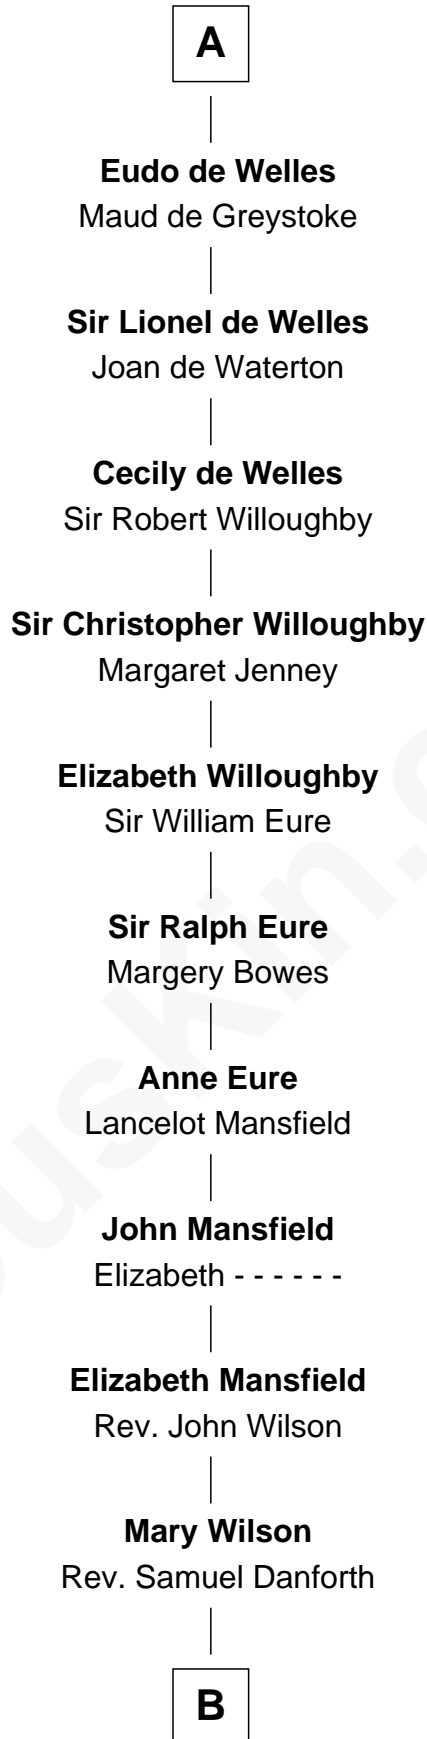 A
Eudo de Welles
Maud de Greystoke
Sir Lionel de Welles
Joan de Waterton
Cecily de Welles
Sir Robert Willoughby
Sir Christopher Willoughby
Margaret Jenney
Elizabeth Willoughby
Sir William Eure
Sir Ralph Eure
Margery Bowes
Anne Eure
Lancelot Mansfield
John Mansfield
Elizabeth - - - - - -
Elizabeth Mansfield
Rev. John Wilson
Mary Wilson
Rev. Samuel Danforth
B